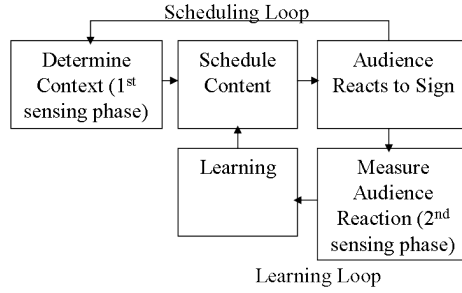 Scheduling Loop
Determine
Context (1st
sensing phase)
Schedule
Content
Audience
Reacts to Sign
Learning
Measure
Audience
Reaction (2nd
sensing phase)
Learning Loop